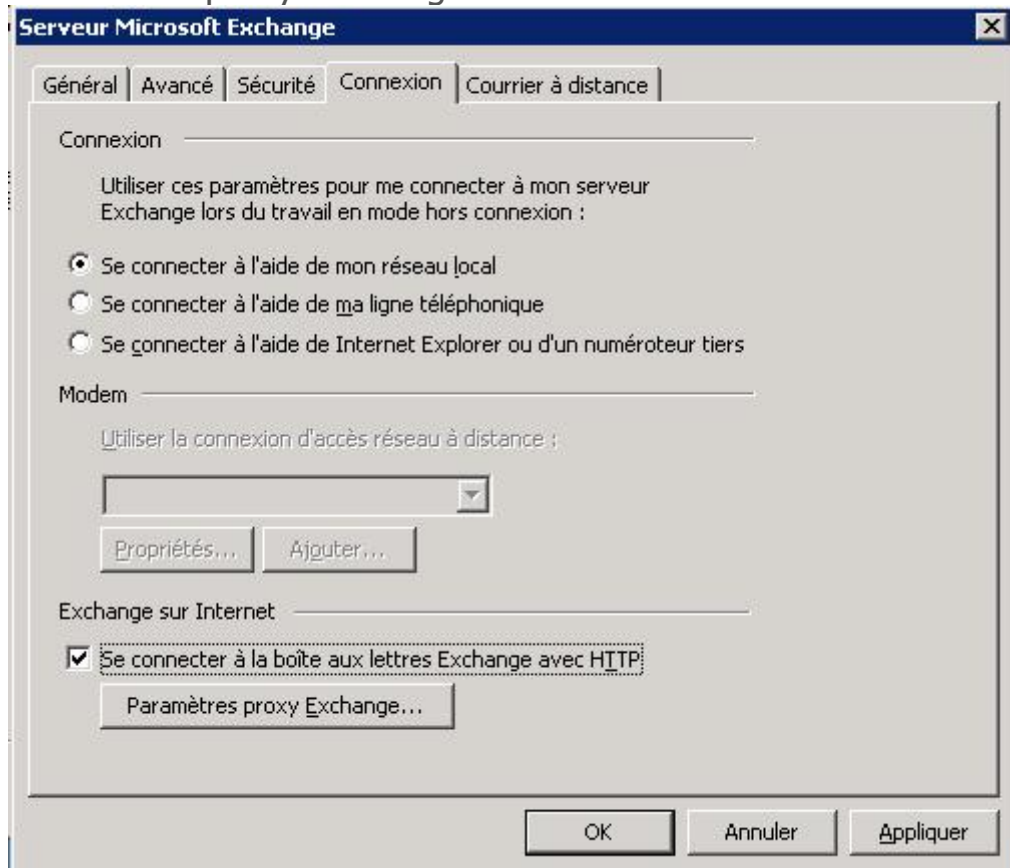 Serveur Microsoft Exchange
Général Avancé Sécurité Connexion Courrier à distance
Connexion
Utiliser ces paramètres pour me connecter à mon serveur
Exchange lors du travail en mode hors connexion :
Se connecter à l'aide de mon réseau local
Se connecter à l'aide de ma ligne téléphonique
Se connecter à l'aide de Internet Explorer ou d'un numéroteur tiers
Modem
Utiliser la connexion d'accès réseau à distance :
Propriétés... Ajouter...
Exchange sur Internet
Se connecter à la boîte aux lettres Exchange avec HTTP
Paramètres proxy Exchange...
OK Annuler Appliquer